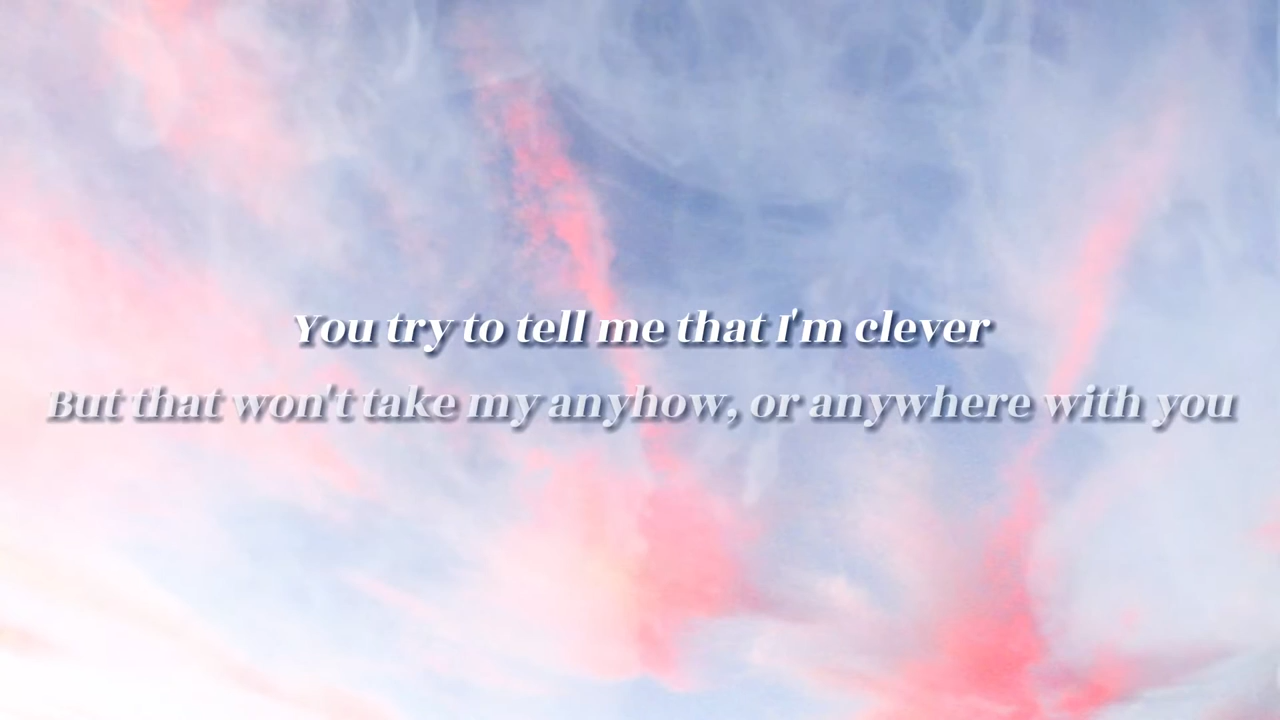 You try to tell me that I'm clever
But that won't take my anyhow, or anywhere with you